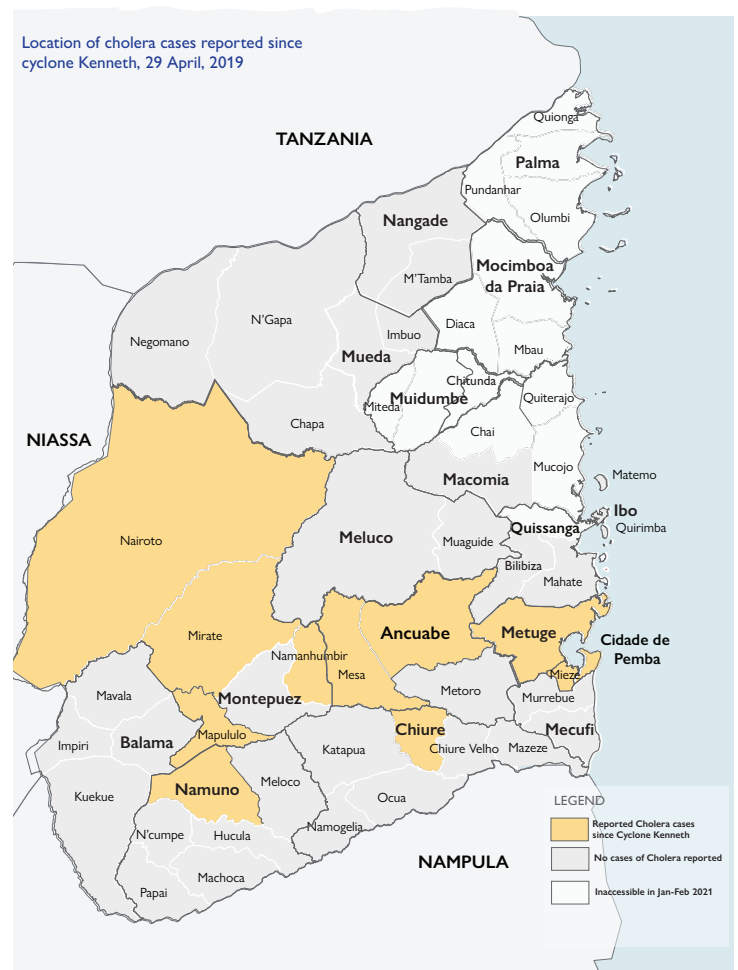 Location of cholera cases reported since
cyclone Kenneth, 29 April, 2019
Quionga
TANZANIA
Palma
Pundanhar
Olumbi
Nangade
Mocimboa
da Praia
M'Tamba
N'Gapa
Diaca
Imbuo
Negomano
Mbau
Mueda
Chitunda
Muidumbe
Quiterajo
Miteda
Chapa
Chai
NIASSA
Mucojo
Macomia
Matemo
Ibo
Quissanga
Quirimba
Meluco
Muaguide
Nairoto
Bilibiza
Mahate
Mirate
Ancuabe
Metuge
Cidade de
Pemba
Namanhumbir
Mesa
Mieze
Metoro
Mavala
Montepuez
Murrebue
Chiure
Mecufi
Mapululo
Balama
Impiri
Katapua
Chiure Velho
Mazeze
Meloco
Namuno
Kuekue
Ocua
LEGEND
Reported Cholera cases
since Cyclone Kenneth
Namogelia
N'cumpe
Hucula
No cases of Cholera reported
NAMPULA
Machoca
Papai
Inaccessible in Jan-Feb 2021